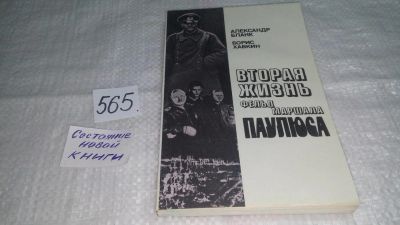 565.
Состояние
новой
книги
АЛЕКСАНДР
БЛАНК
БОРИС
ХАВКИН
ВТОРАЯ
ЖИЗНЬ
ФЕЛЬД
МАРШАЛА
ПАУЛЮСА